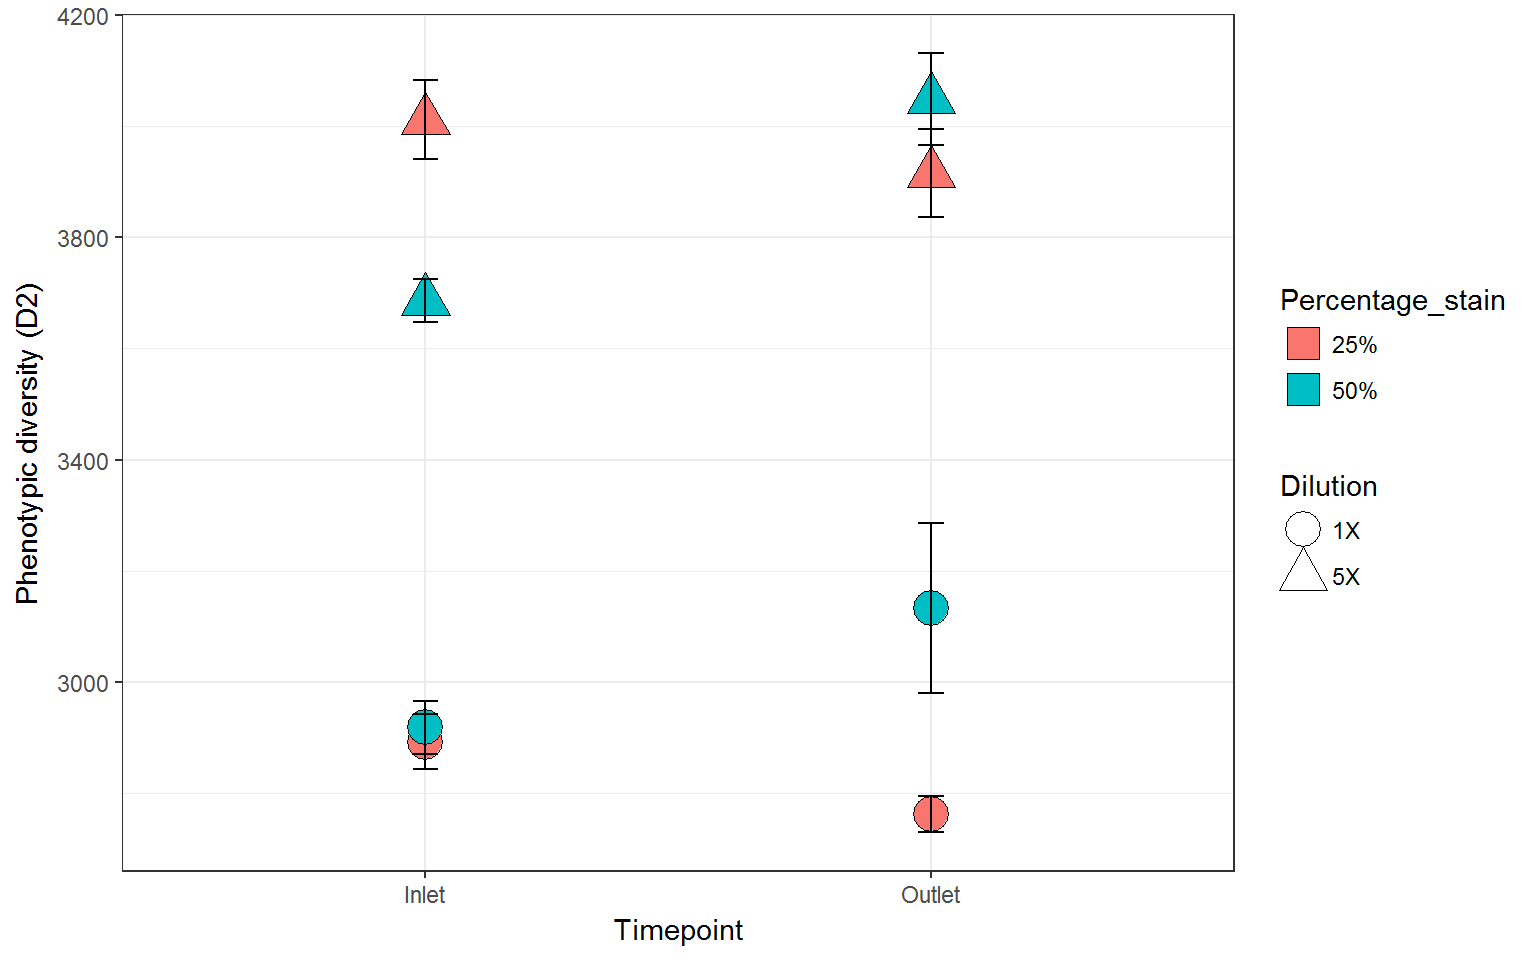 4200
3800
3400
3000
Phenotypic diversity (D2)
Inlet
Outlet
Timepoint
Percentage_stain
25%
50%
Dilution
1X
5X